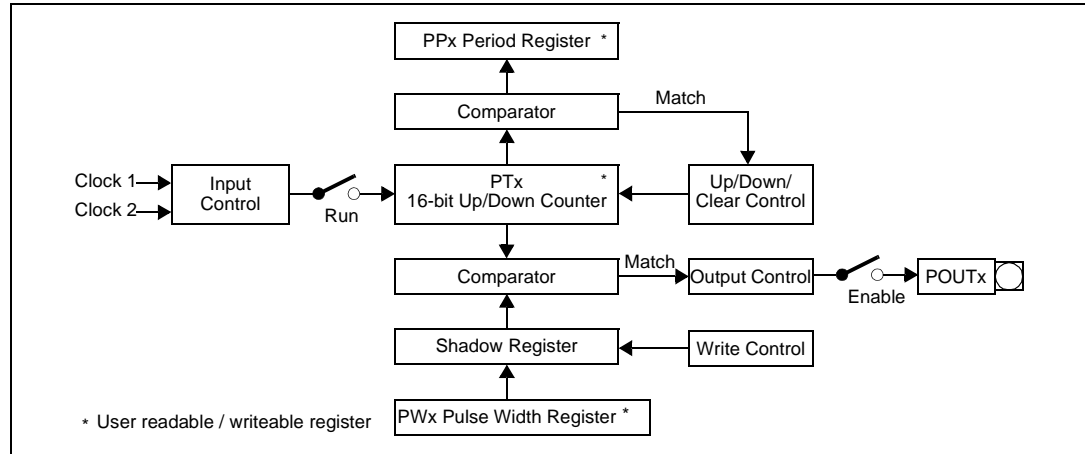 PPx Period Register *
Comparator
Match
Clock 1
Clock 2
Input
Control
Run
PTx *
16-bit Up/Down Counter
Up/Down/
Clear Control
Comparator
Match
Output Control
Enable
POUTx
Shadow Register
Write Control
PWx Pulse Width Register *
* User readable / writeable register